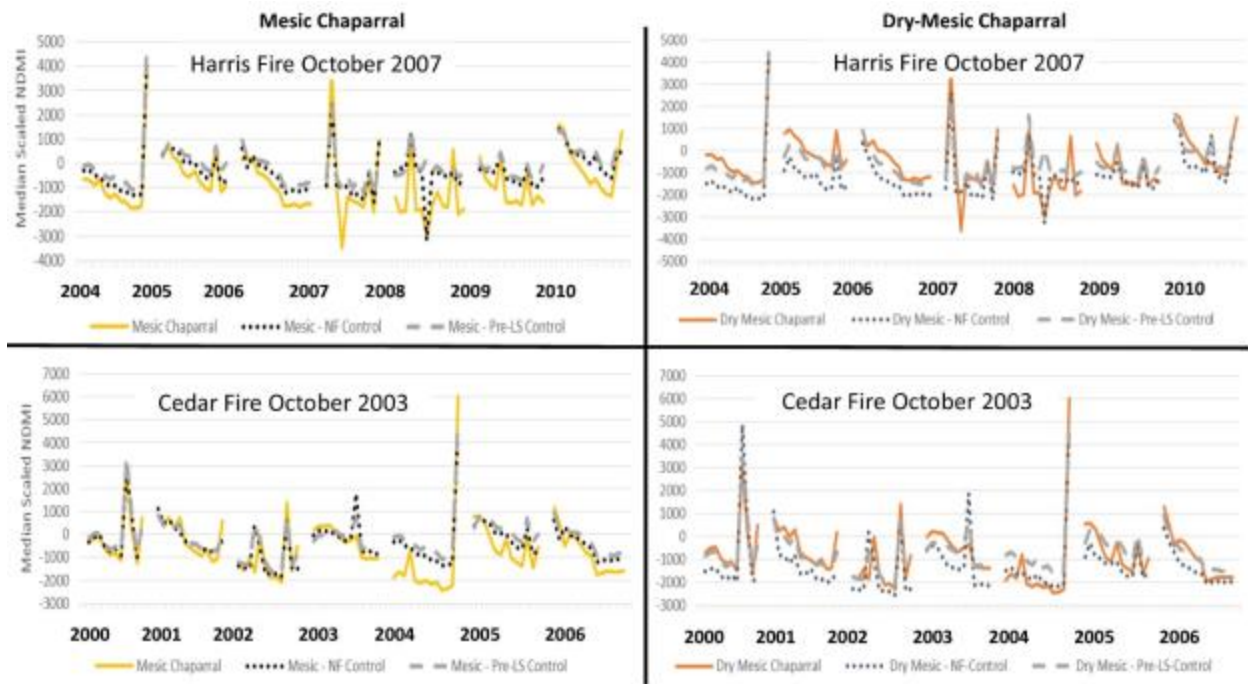 Mesic Chaparral
Dry-Mesic Chaparral
Median Scaled NDMI
5000
4000
3000
2000
1000
0
-1000
-2000
-3000
-4000
Harris Fire October 2007
2004 2005 2006 2007 2008 2009 2010
Mesic Chaparral Mesic - NF Control Mesic - Pre-LS Control
5000
4000
3000
2000
1000
0
-1000
-2000
-3000
-4000
-5000
Harris Fire October 2007
2004 2005 2006 2007 2008 2009 2010
Dry Mesic Chaparral Dry Mesic - NF Control Dry Mesic - Pre-LS Control
Median Scaled NDMI
7000
6000
5000
4000
3000
2000
1000
0
-1000
-2000
-3000
Cedar Fire October 2003
2000 2001 2002 2003 2004 2005 2006
Mesic Chaparral Mesic - NF Control Mesic - Pre-LS Control
7000
6000
5000
4000
3000
2000
1000
0
-1000
-2000
-3000
Cedar Fire October 2003
2000 2001 2002 2003 2004 2005 2006
Dry Mesic Chaparral Dry Mesic - NF-Control Dry Mesic - Pre-LS-Control